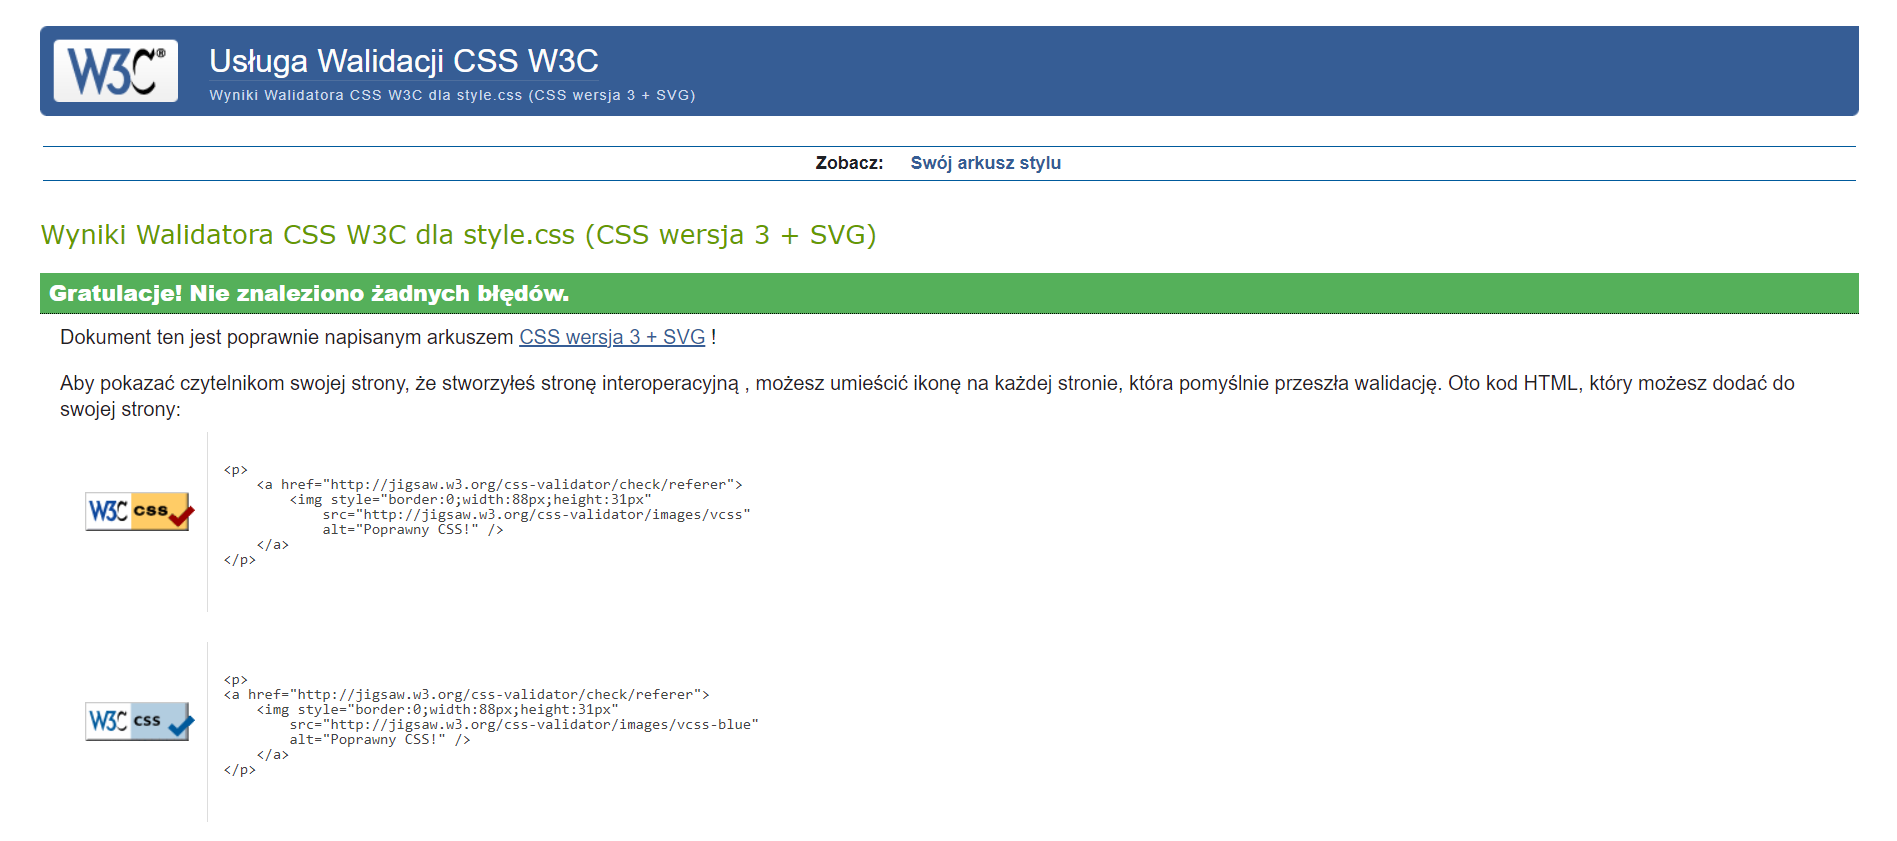 W3C®
Usługa Walidacji CSS W3C
Wyniki Walidatora CSS W3C dla style.css (CSS wersja 3 + SVG)
Zobacz: Swój arkusz stylu
Wyniki Walidatora CSS W3C dla style.css (CSS wersja 3 + SVG)
Gratulacje! Nie znaleziono żadnych błędów.
Dokument ten jest poprawnie napisanym arkuszem CSS wersja 3 + SVG !
Aby pokazać czytelnikom swojej strony, że stworzyłeś stronę interoperacyjną , możesz umieścić ikonę na każdej stronie, która pomyślnie przeszła walidację. Oto kod HTML, który możesz dodać do
swojej strony:
W3C css
<p>
    <a href="http://jigsaw.w3.org/css-validator/check/referer">
        <img style="border:0;width:88px;height:31px"
            src="http://jigsaw.w3.org/css-validator/images/vcss"
            alt="Poprawny CSS!" />
    </a>
</p>
W3C css
<p>
<a href="http://jigsaw.w3.org/css-validator/check/referer">
    <img style="border:0;width:88px;height:31px"
        src="http://jigsaw.w3.org/css-validator/images/vcss-blue"
        alt="Poprawny CSS!" />
    </a>
</p>